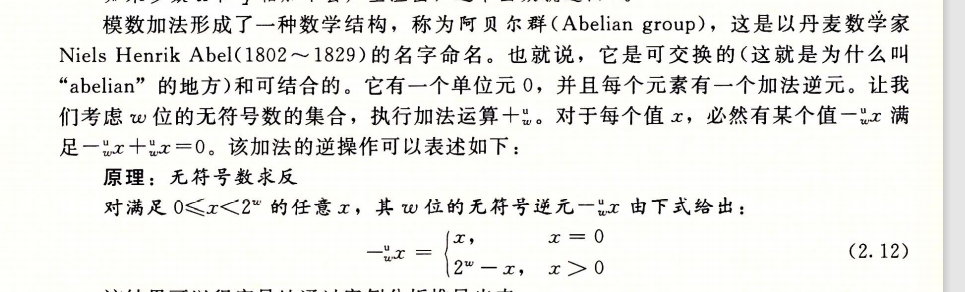 模数加法形成了一种数学结构，称为阿贝尔群(Abelian group)，这是以丹麦数学家
Niels Henrik Abel(1802～1829)的名字命名。也就说，它是可交换的(这就是为什么叫
“abelian”的地方)和可结合的。它有一个单位元 0，并且每个元素有一个加法逆元。让我
们考虑 w 位的无符号数的集合，执行加法运算+ᵘ_w。对于每个值 x，必然有某个值-ᵘ_w x 满
足-ᵘ_w x+ᵘ_w x=0。该加法的逆操作可以表述如下：
原理：无符号数求反
对满足 0≤x<2^w 的任意 x，其 w 位的无符号逆元-ᵘ_w x 由下式给出：
-ᵘ_w x = { x, x = 0
2^w - x, x > 0 (2.12)